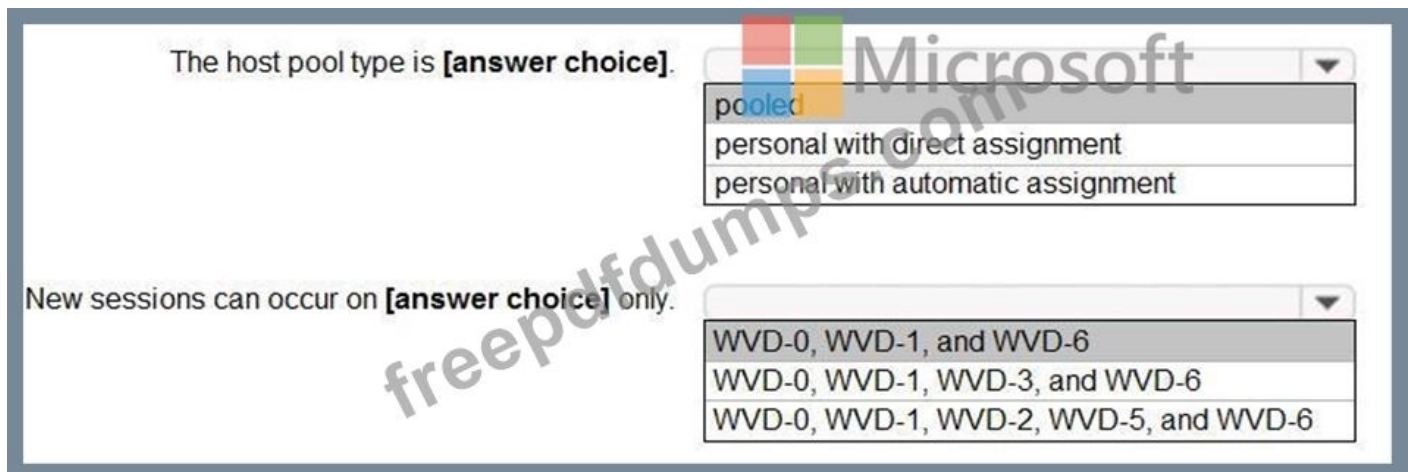 Microsoft
The host pool type is [answer choice].
pooled
personal with direct assignment
personal with automatic assignment
freepdfdumps.com
New sessions can occur on [answer choice] only.
WVD-0, WVD-1, and WVD-6
WVD-0, WVD-1, WVD-3, and WVD-6
WVD-0, WVD-1, WVD-2, WVD-5, and WVD-6